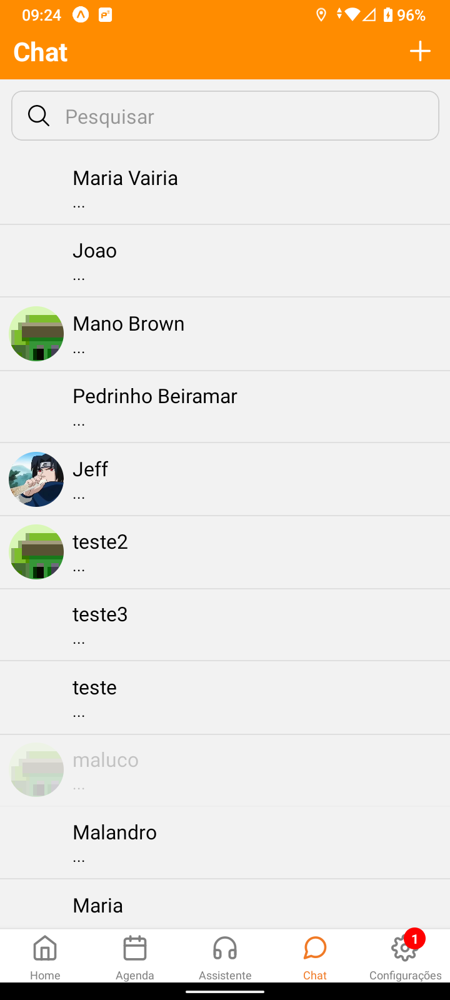 09:24
96%
Chat
Pesquisar
Maria Vairia
...
Joao
...
Mano Brown
...
Pedrinho Beiramar
...
Jeff
...
teste2
...
teste3
...
teste
...
maluco
...
Malandro
...
Maria
1
Home Agenda Assistente Chat Configurações